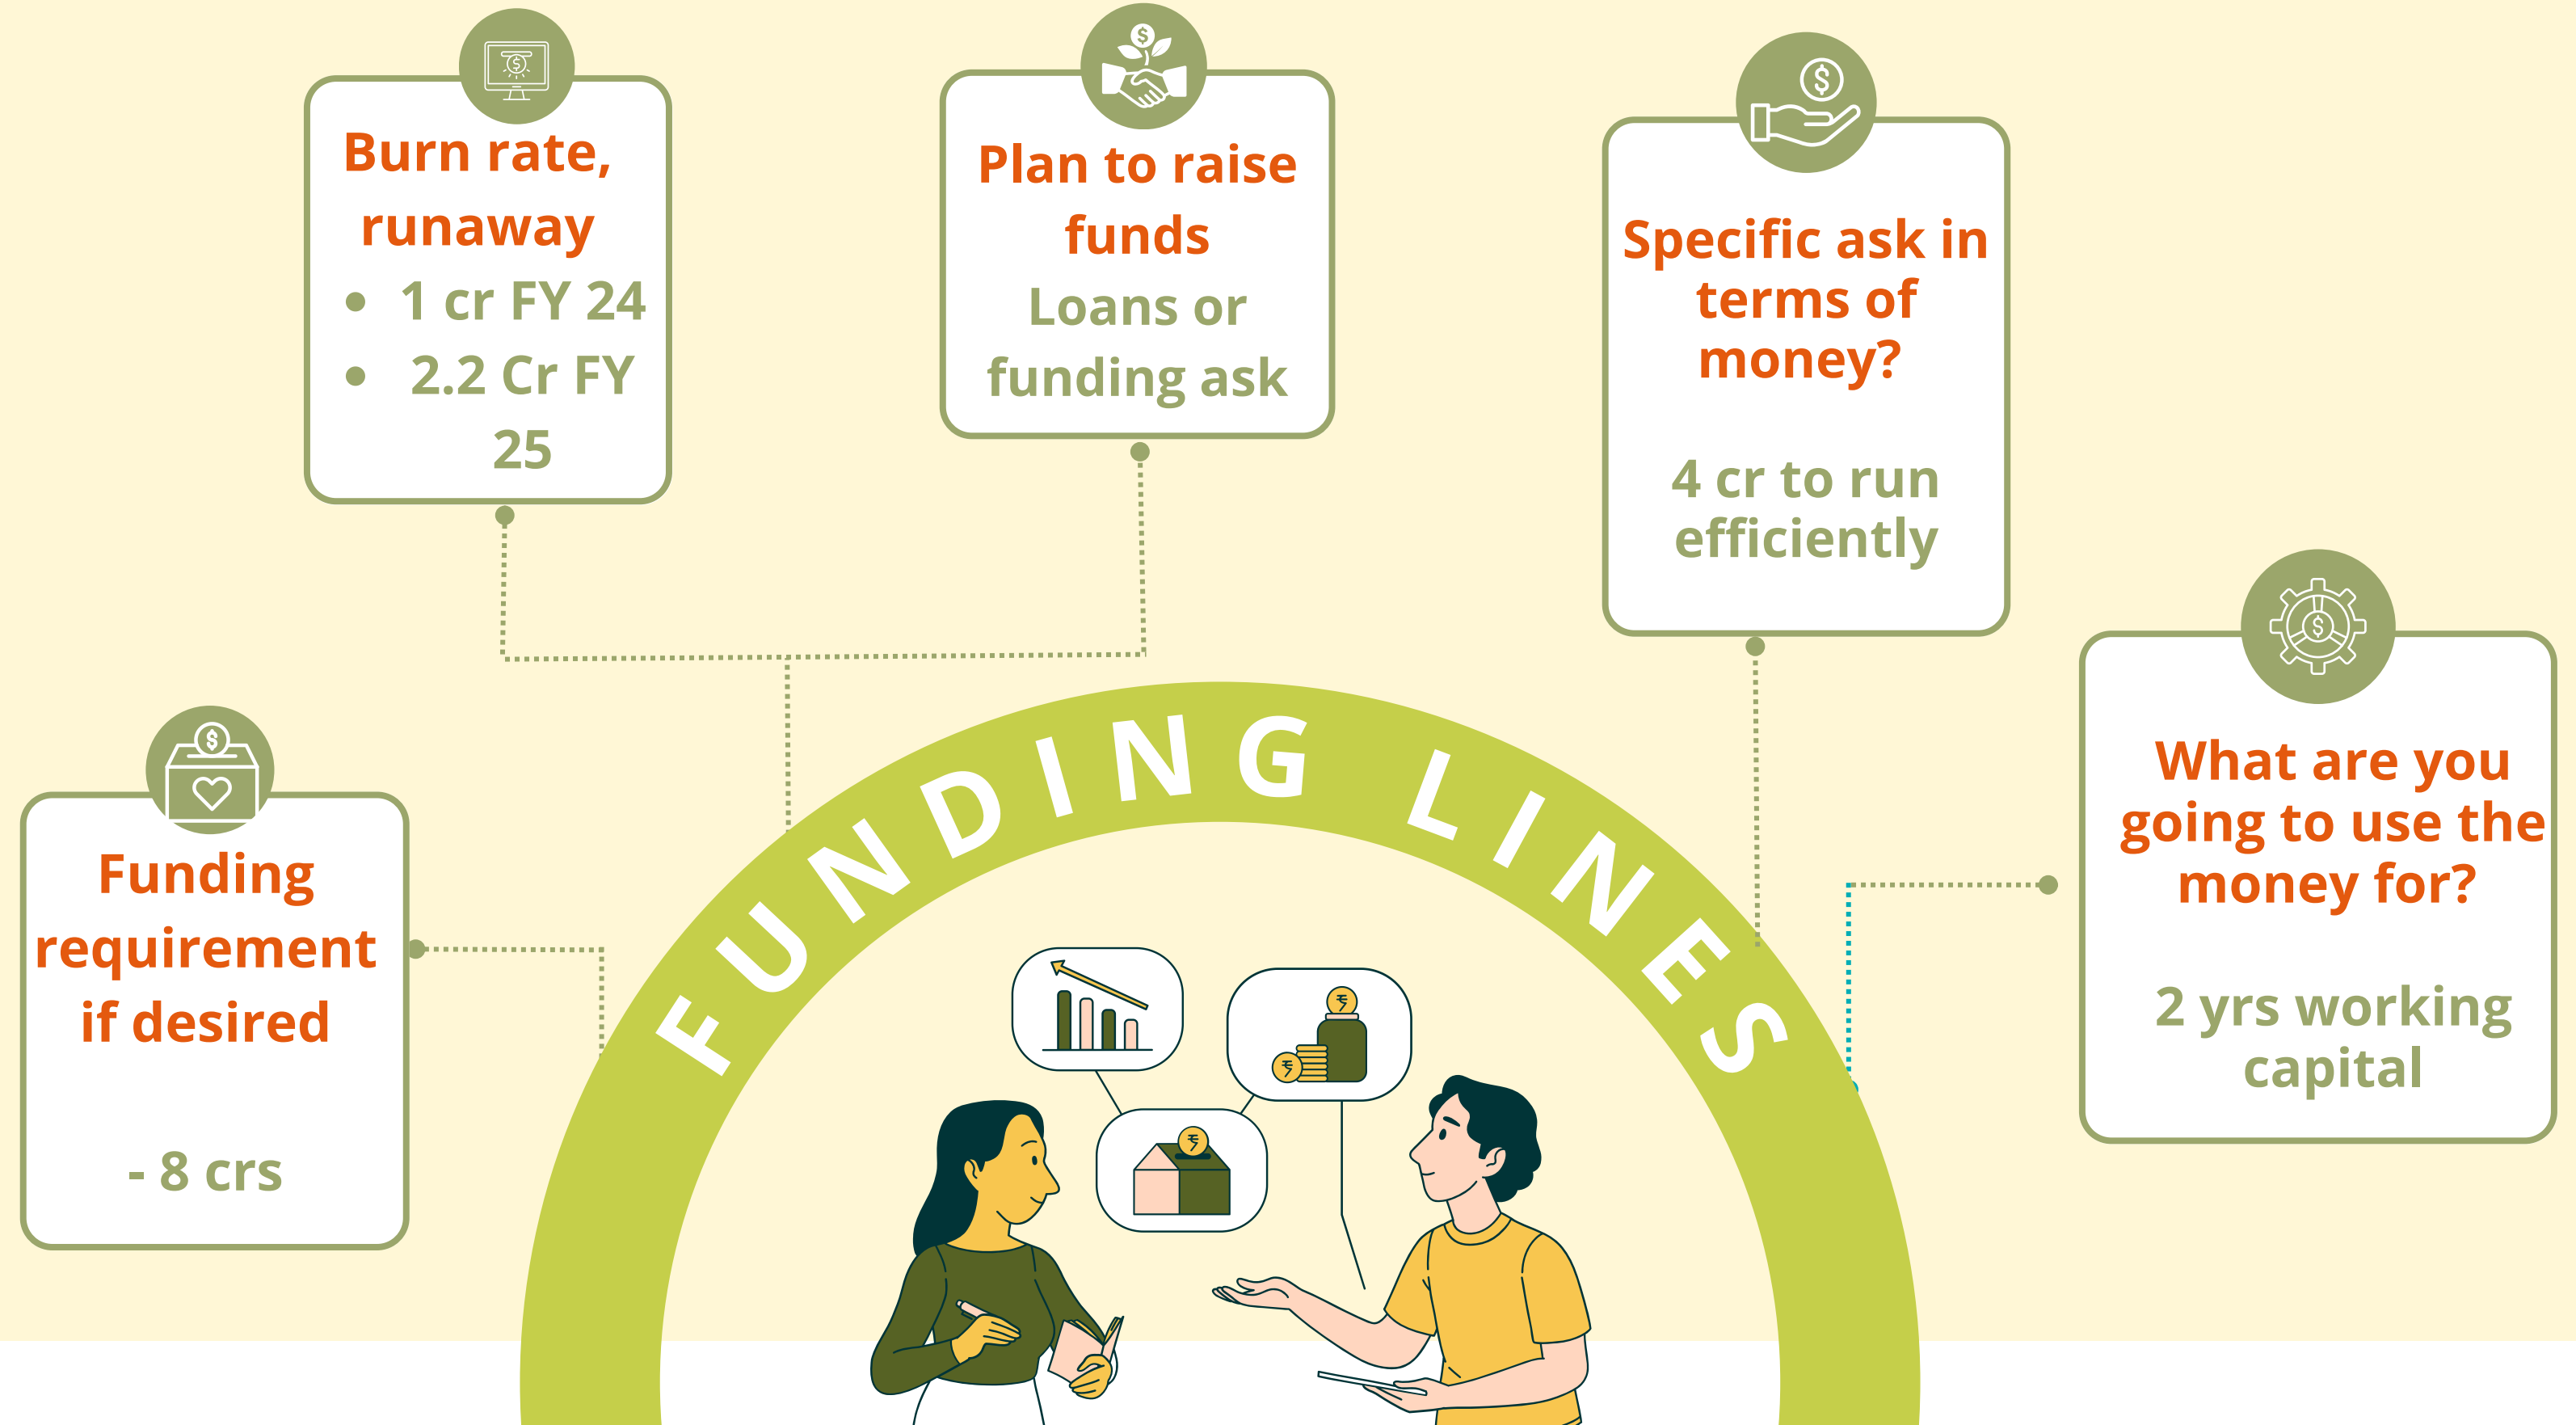 Burn rate,
runaway
• 1 cr FY 24
• 2.2 Cr FY
25
Plan to raise
funds
Loans or
funding ask
Specific ask in
terms of
money?
4 cr to run
efficiently
What are you
going to use the
money for?
2 yrs working
capital
Funding
requirement
if desired
- 8 crs
FUNDING LINES